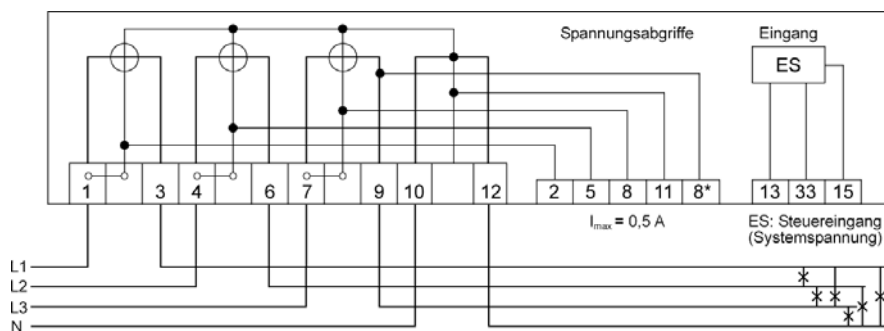 Spannungsabgriffe Eingang
ES
1 3 4 6 7 9 10 12 2 5 8 11 8* 13 33 15
I max = 0,5 A ES: Steuereingang
(Systemspannung)
L1
L2
L3
N